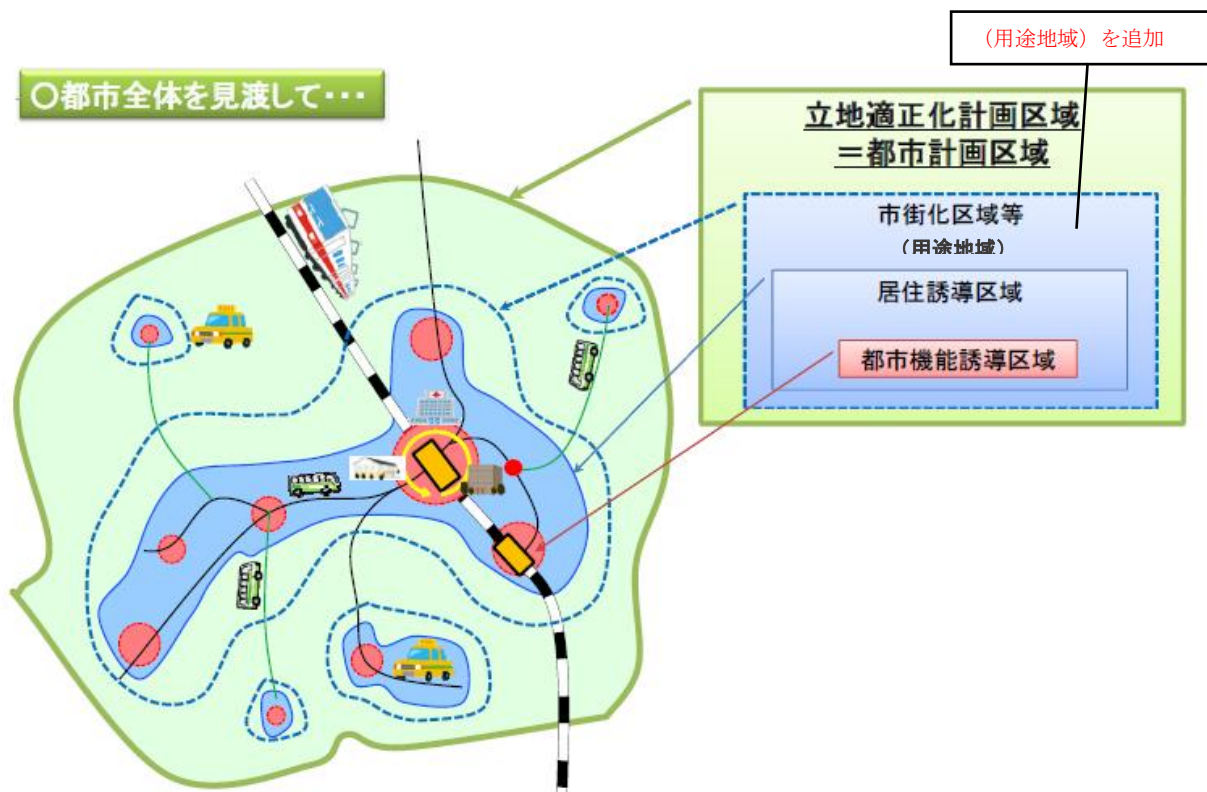 （用途地域）を追加
〇都市全体を見渡して･･･
立地適正化計画区域
＝都市計画区域
市街化区域等
（用途地域）
居住誘導区域
都市機能誘導区域